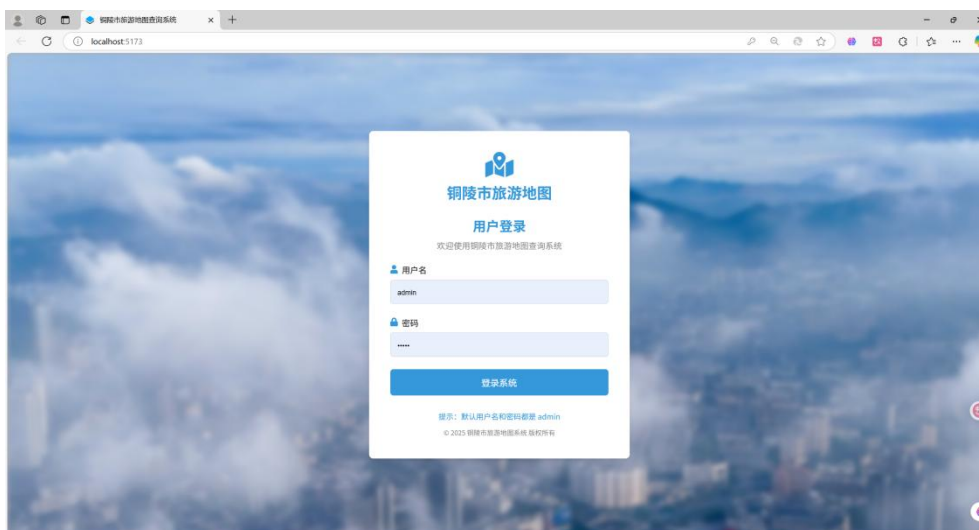 铜陵市旅游地图查询系统
localhost:5173
铜陵市旅游地图
用户登录
欢迎使用铜陵市旅游地图查询系统
用户名
admin
密码
•••••
登录系统
提示：默认用户名和密码都是 admin
© 2025 铜陵市旅游地图系统 版权所有